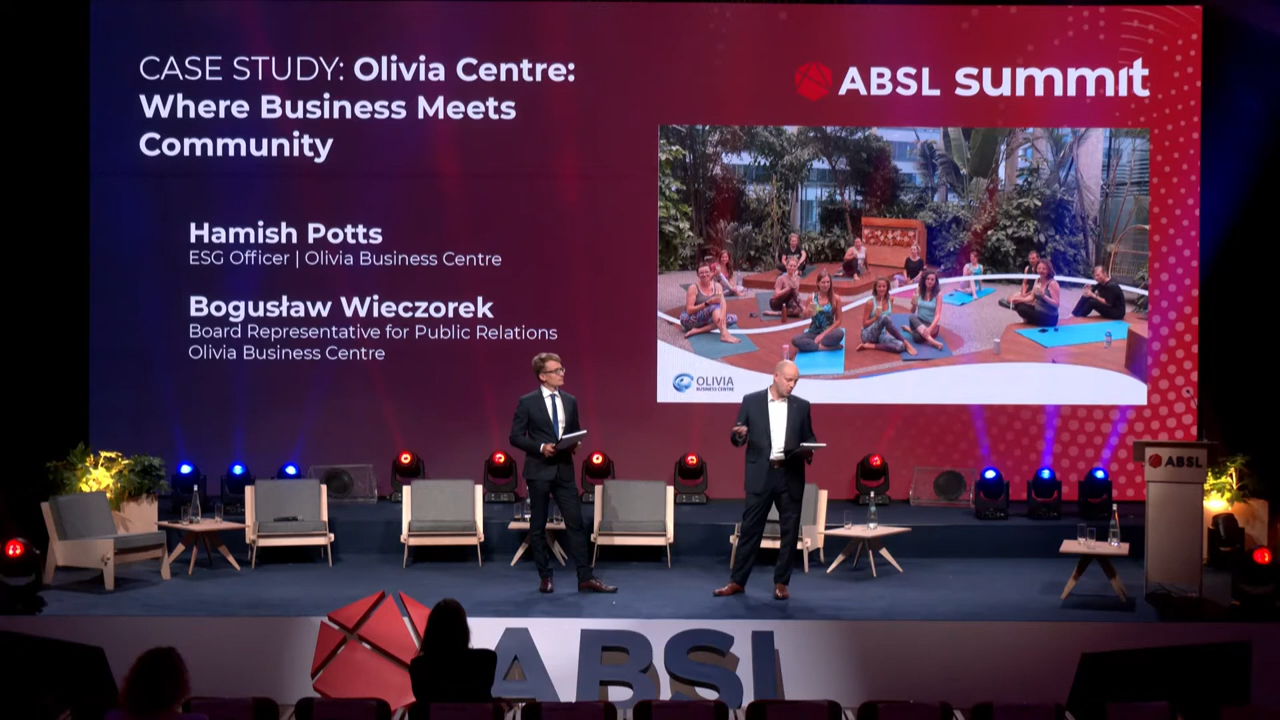 CASE STUDY: Olivia Centre:
Where Business Meets
Community
ABSL summit
Hamish Potts
ESG Officer | Olivia Business Centre
Bogusław Wieczorek
Board Representative for Public Relations
Olivia Business Centre
OLIVIA
BUSINESS CENTRE
ABSL
ABSL